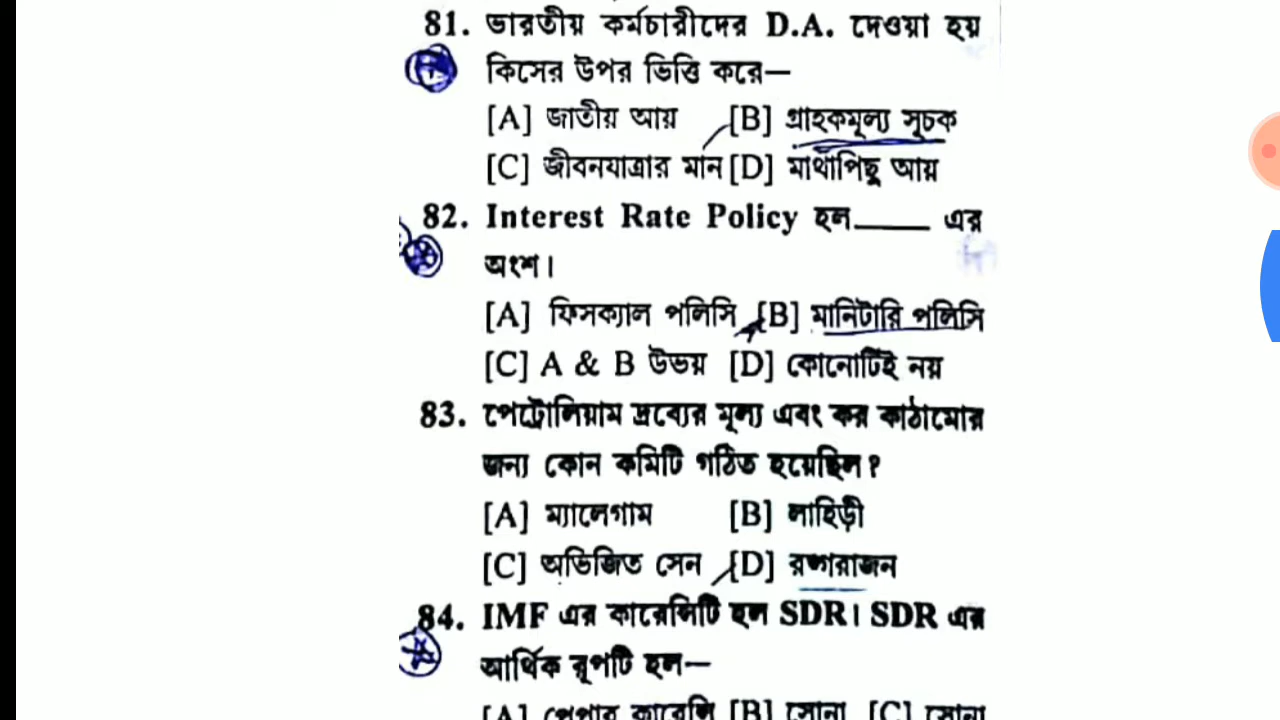 81. ভারতীয় কর্মচারীদের D.A. দেওয়া হয়
কিসের উপর ভিত্তি করে—
[A] জাতীয় আয় [B] গ্রাহকমূল্য সূচক
[C] জীবনযাত্রার মান [D] মাথাপিছু আয়
82. Interest Rate Policy হল_____ এর
অংশ।
[A] ফিসক্যাল পলিসি [B] মানিটারি পলিসি
[C] A & B উভয় [D] কোনোটিই নয়
83. পেট্রোলিয়াম দ্রব্যের মূল্য এবং কর কাঠামোর
জন্য কোন কমিটি গঠিত হয়েছিল?
[A] ম্যালেগাম [B] লাহিড়ী
[C] অভিজিত সেন [D] রঙ্গরাজন
84. IMF এর কারেন্সিটি হল SDR। SDR এর
আর্থিক রূপটি হল—
[A] পেপার কারেন্সি [B] সোনা [C] সোনা